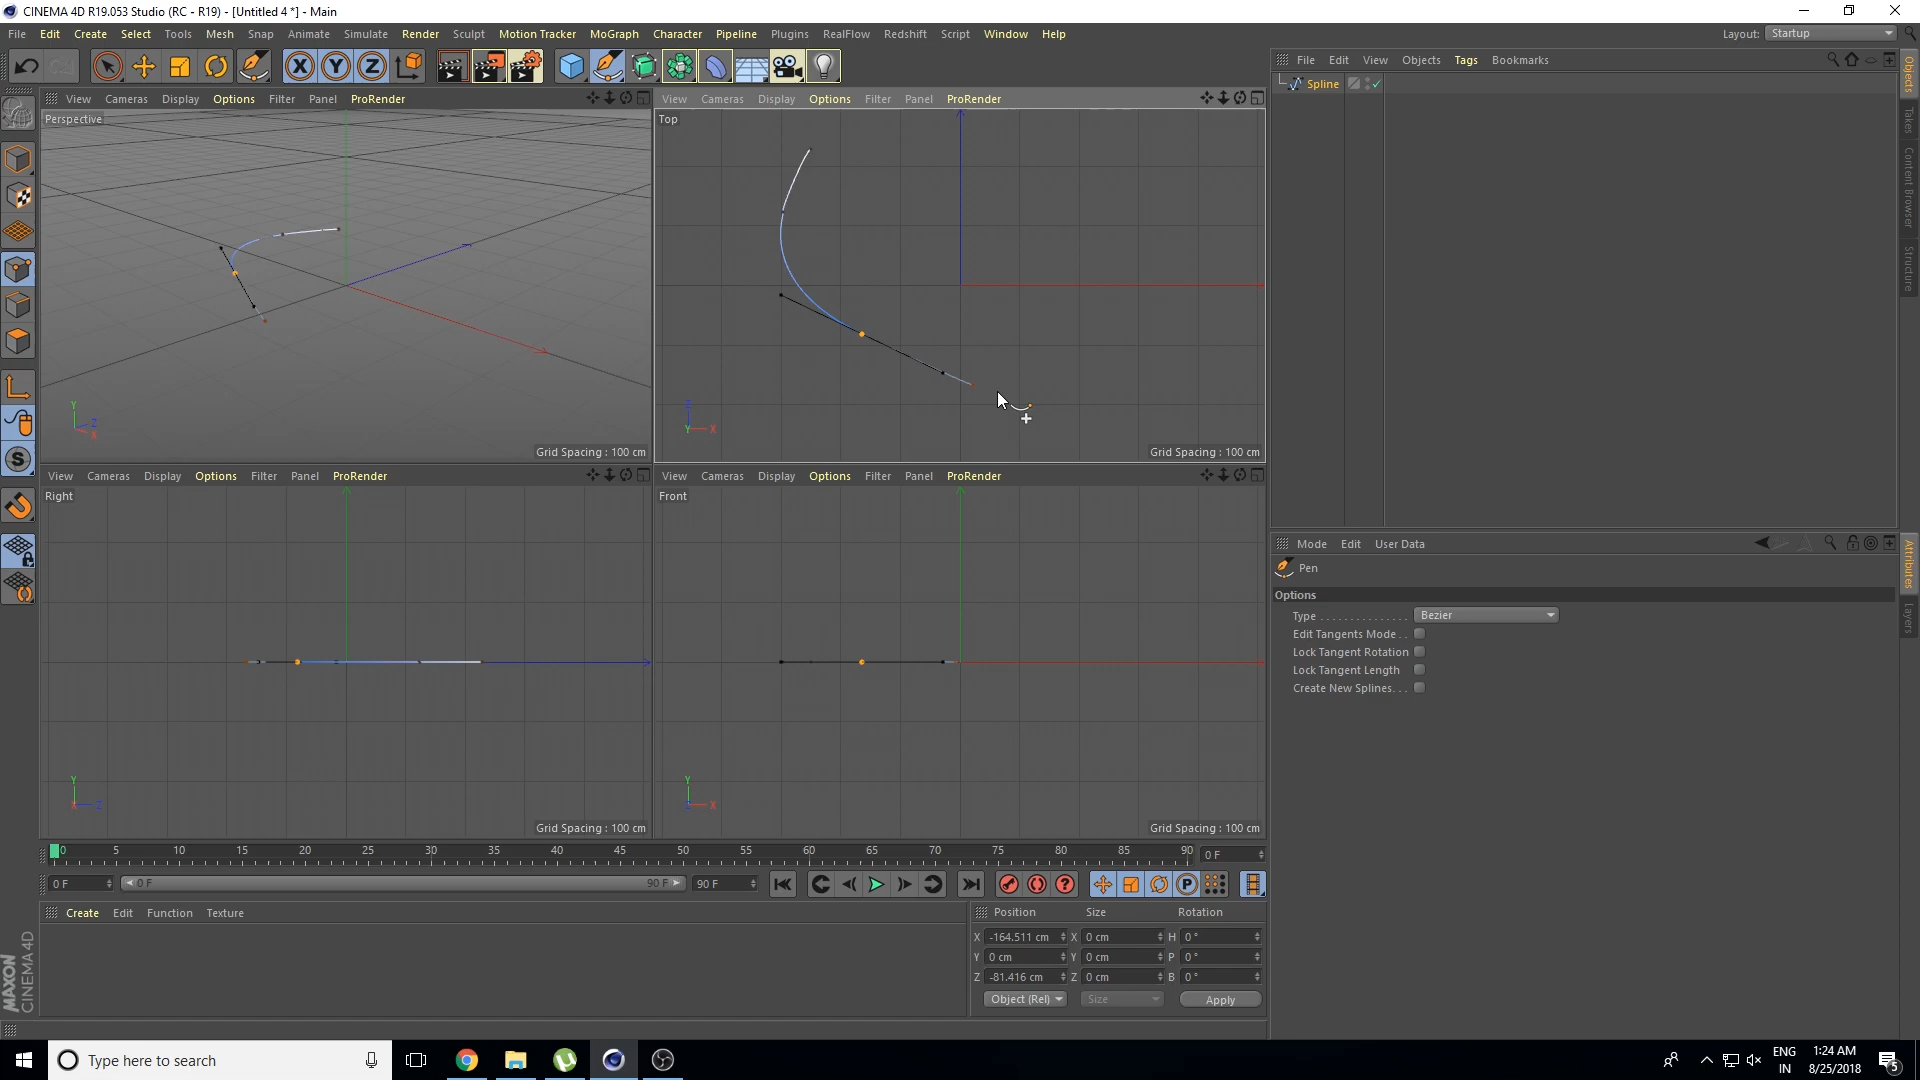 CINEMA 4D R19.053 Studio (RC - R19) - [Untitled 4 *] - Main
File Edit Create Select Tools Mesh Snap Animate Simulate Render Sculpt Motion Tracker MoGraph Character Pipeline Plugins RealFlow Redshift Script Window Help
Layout: Startup
X Y Z
View Cameras Display Options Filter Panel ProRender
Perspective
Y
Z
X
Grid Spacing : 100 cm
View Cameras Display Options Filter Panel ProRender
Top
Z
Y X
Grid Spacing : 100 cm
View Cameras Display Options Filter Panel ProRender
Right
Y
X Z
Grid Spacing : 100 cm
View Cameras Display Options Filter Panel ProRender
Front
Y
Z X
Grid Spacing : 100 cm
File Edit View Objects Tags Bookmarks
Spline
Objects
Takes
Content Browser
Structure
Mode Edit User Data
Pen
Options
Type Bezier
Edit Tangents Mode
Lock Tangent Rotation
Lock Tangent Length
Create New Splines
Attributes
Layers
S
0 5 10 15 20 25 30 35 40 45 50 55 60 65 70 75 80 85 90
0 F
0 F 0 F 90 F 90 F
? P
Create Edit Function Texture
Position Size Rotation
X -164.511 cm X 0 cm H 0 °
Y 0 cm Y 0 cm P 0 °
Z -81.416 cm Z 0 cm B 0 °
Object (Rel) Size Apply
MAXON
CINEMA 4D
Type here to search
ENG
IN
1:24 AM
8/25/2018
5